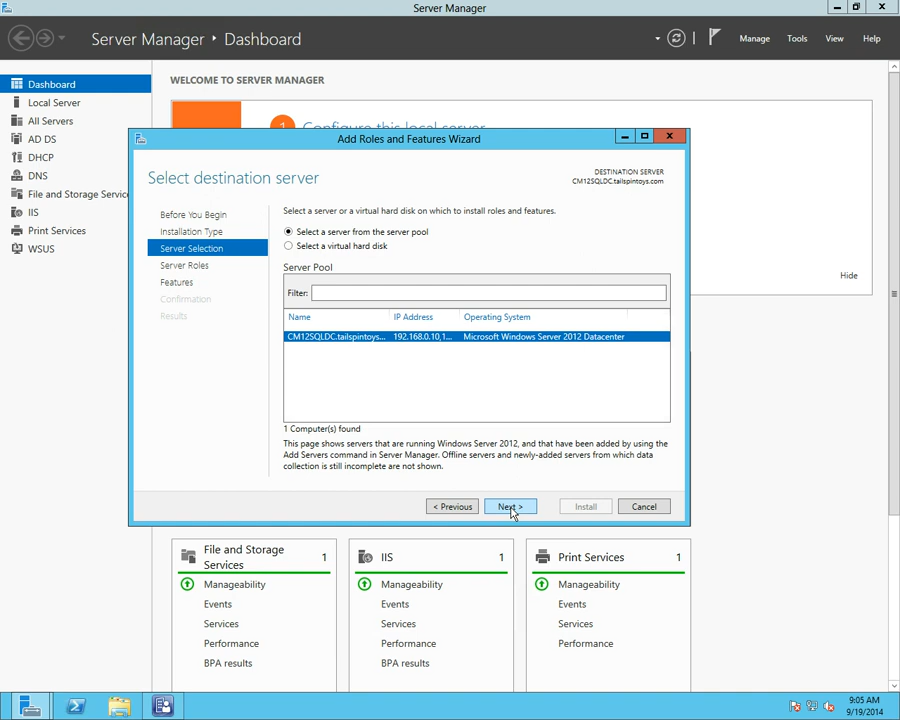 Server Manager
Server Manager Dashboard
Manage Tools View Help
Dashboard
Local Server
All Servers
AD DS
DHCP
DNS
File and Storage Service
IIS
Print Services
WSUS
WELCOME TO SERVER MANAGER
1 Configure this local server
Hide
Add Roles and Features Wizard
Select destination server
DESTINATION SERVER
CM12SQLDC.tailspintoys.com
Before You Begin
Installation Type
Server Selection
Server Roles
Features
Confirmation
Results
Select a server or a virtual hard disk on which to install roles and features.
Select a server from the server pool
Select a virtual hard disk
Server Pool
Filter:
Name IP Address Operating System
CM12SQLDC.tailspintoys... 192.168.0.10,1... Microsoft Windows Server 2012 Datacenter
1 Computer(s) found
This page shows servers that are running Windows Server 2012, and that have been added by using the
Add Servers command in Server Manager. Offline servers and newly-added servers from which data
collection is still incomplete are not shown.
< Previous Next > Install Cancel
File and Storage
Services 1
Manageability
Events
Services
Performance
BPA results
IIS 1
Manageability
Events
Services
Performance
BPA results
Print Services 1
Manageability
Events
Services
Performance
9:05 AM
9/19/2014